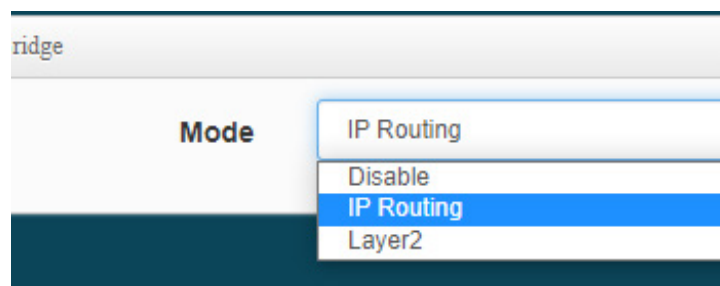 ridge
Mode
IP Routing
Disable
IP Routing
Layer2